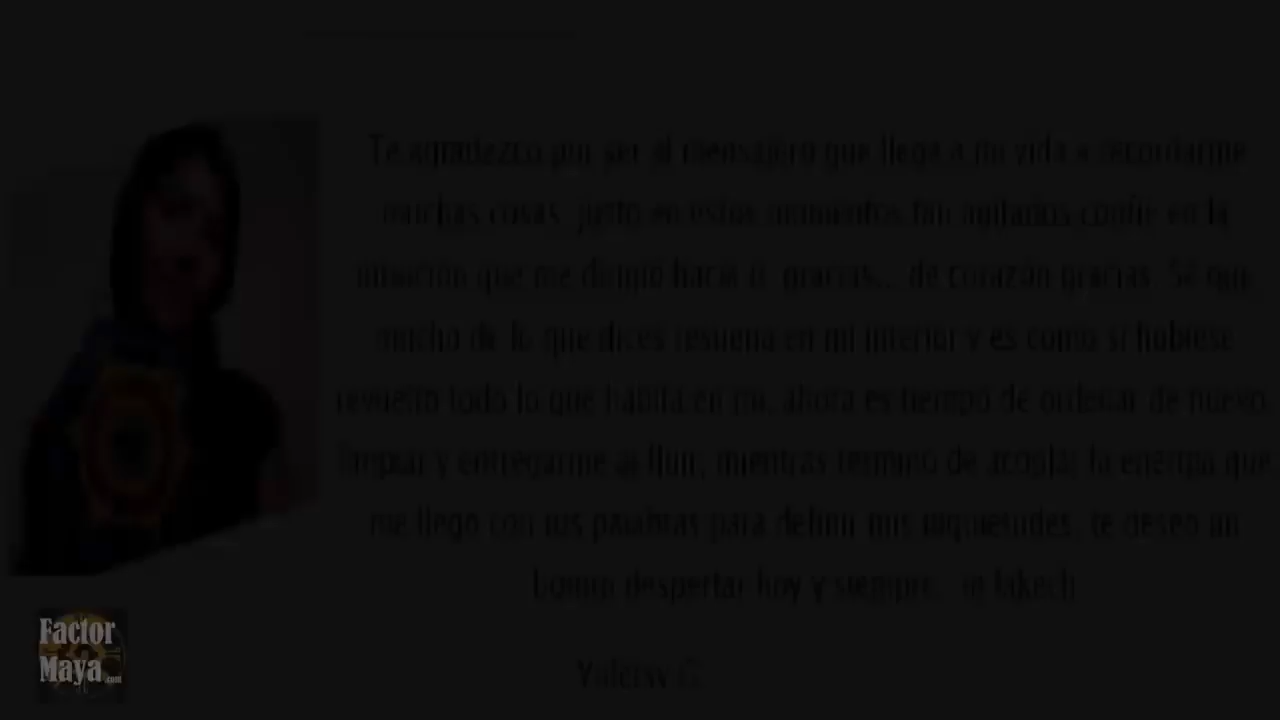 Te agradezco por ser el mensajero que llega a mi vida a recordarme
muchas cosas, justo en estos momentos tan agitados confié en la
intuición que me dirigió hacia ti, gracias... de corazón gracias. Sé que
mucho de lo que dices resuena en mi interior y es como si hubiese
revuelto todo lo que habita en mi, ahora es tiempo de ordenar de nuevo,
limpiar y entregarme al fluir, mientras termino de acoplar la energía que
me llegó con tus palabras para definir mis inquietudes, te deseo un
bonito despertar hoy y siempre, in lakech
G.
Factor
Maya.com